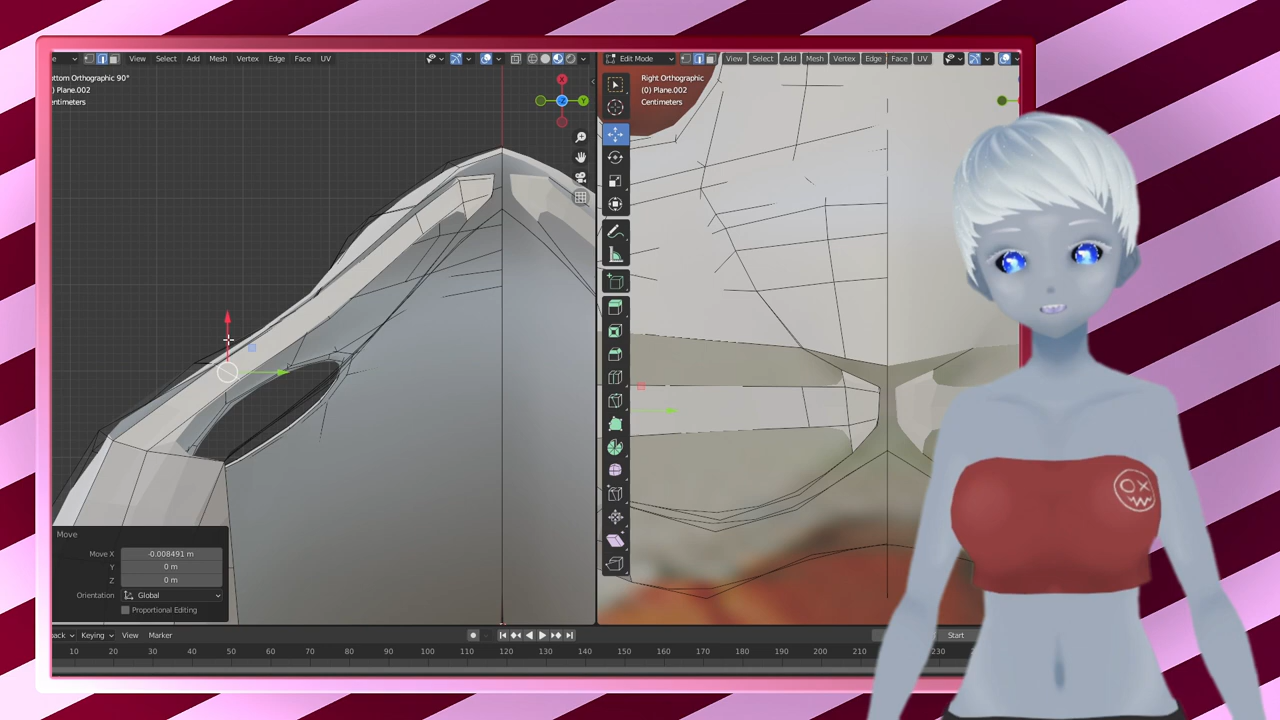 e View Select Add Mesh Vertex Edge Face UV
ottom Orthographic 90°
) Plane.002
entimeters
X
Z
Y
Move
Move X -0.008491 m
Y 0 m
Z 0 m
Orientation Global
Proportional Editing
Edit Mode View Select Add Mesh Vertex Edge Face UV
Right Orthographic
(0) Plane.002
Centimeters
back Keying View Marker Start
10 20 30 40 50 60 70 80 90 100 110 120 130 140 150 160 170 180 190 200 210